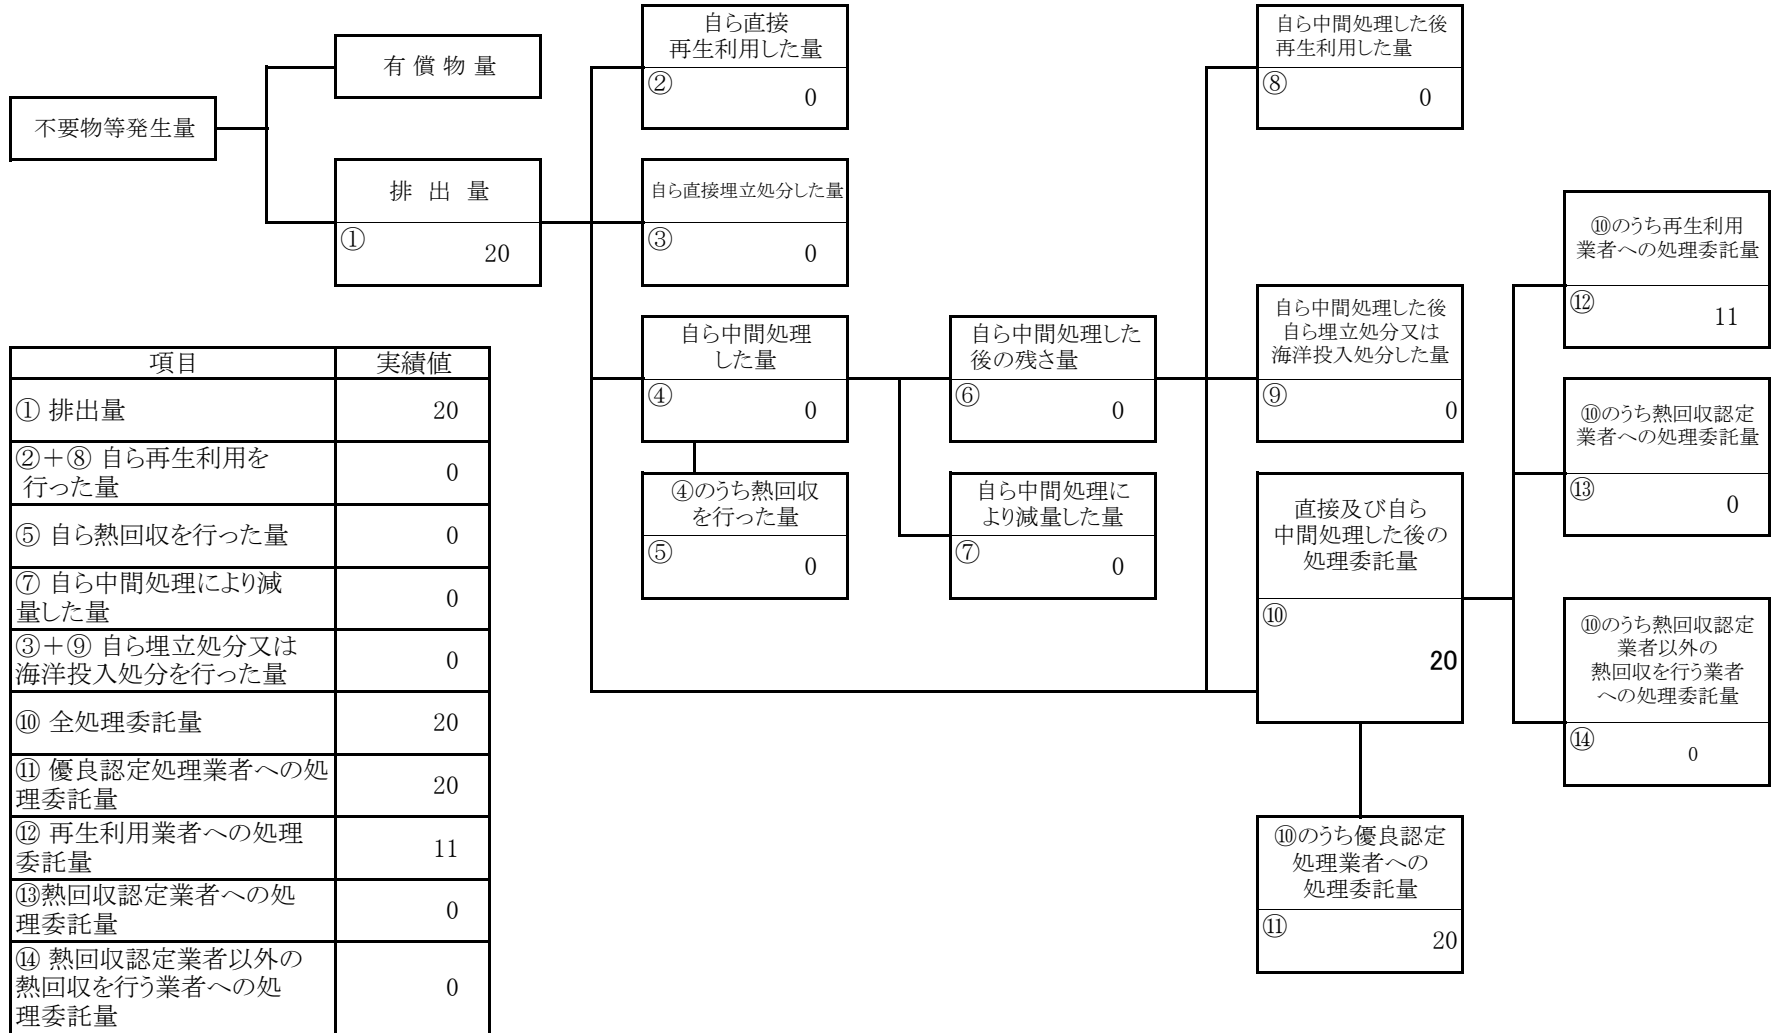 不要物等発生量
有 償 物 量
排 出 量
①
20
自ら直接
再生利用した量
②
0
自ら直接埋立処分した量
③
0
自ら中間処理
した量
④
0
④のうち熱回収
を行った量
⑤
0
自ら中間処理した
後の残さ量
⑥
0
自ら中間処理に
より減量した量
⑦
0
自ら中間処理した後
再生利用した量
⑧
0
自ら中間処理した後
自ら埋立処分又は
海洋投入処分した量
⑨
0
直接及び自ら
中間処理した後の
処理委託量
⑩
20
⑩のうち優良認定
処理業者への
処理委託量
⑪
20
⑩のうち再生利用
業者への処理委託量
⑫
11
⑩のうち熱回収認定
業者への処理委託量
⑬
0
⑩のうち熱回収認定
業者以外の
熱回収を行う業者
への処理委託量
⑭
0
項目 実績値
① 排出量 20
②＋⑧ 自ら再生利用を
行った量 0
⑤ 自ら熱回収を行った量 0
⑦ 自ら中間処理により減
量した量 0
③＋⑨ 自ら埋立処分又は
海洋投入処分を行った量 0
⑩ 全処理委託量 20
⑪ 優良認定処理業者への処
理委託量 20
⑫ 再生利用業者への処理
委託量 11
⑬熱回収認定業者への処
理委託量 0
⑭ 熱回収認定業者以外の
熱回収を行う業者への処
理委託量 0